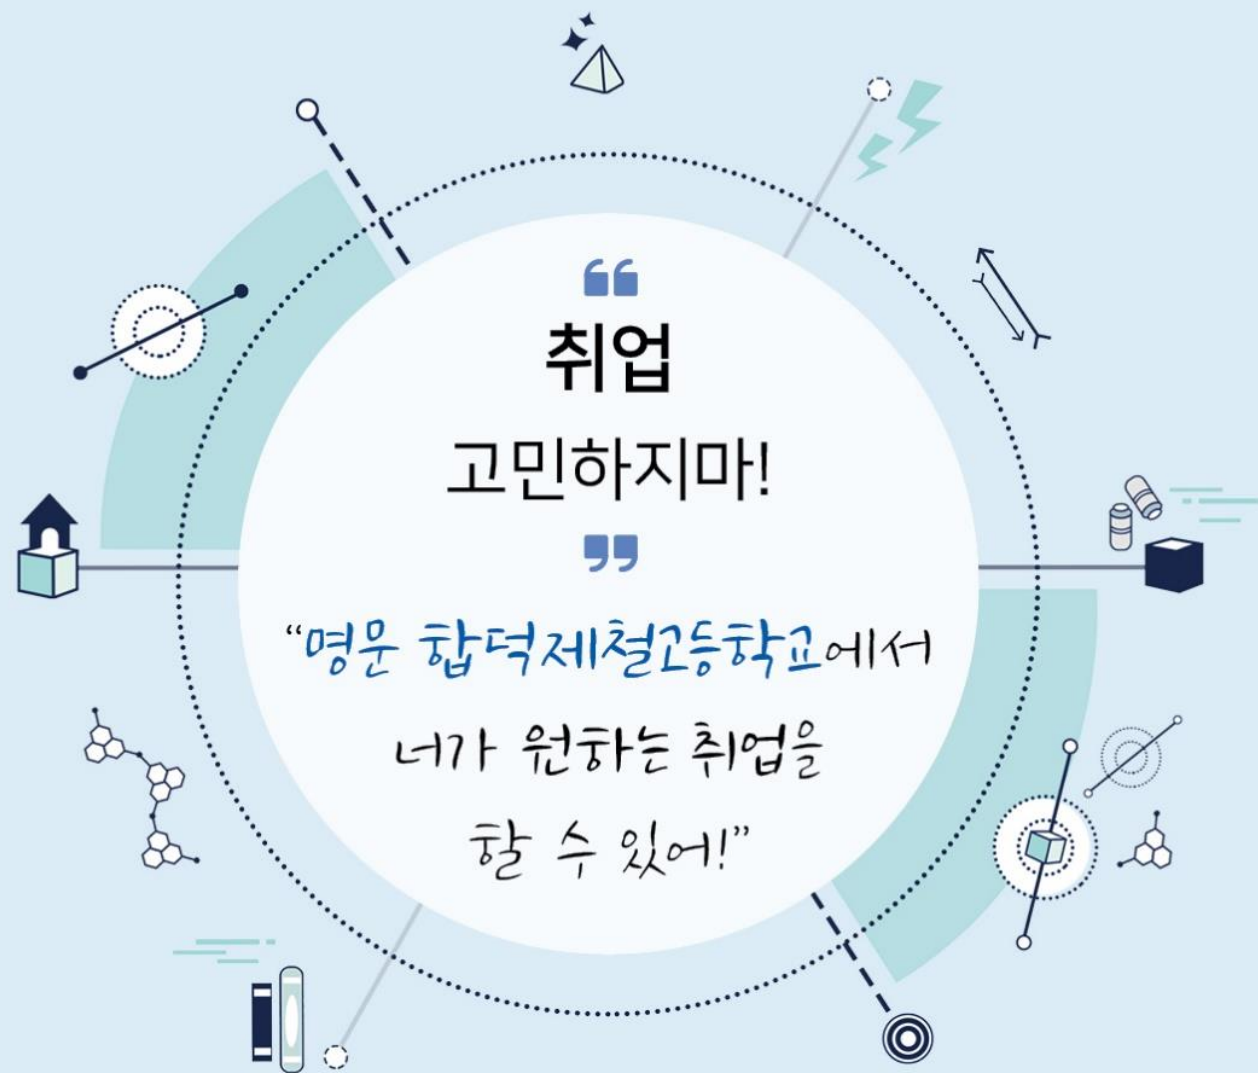 ❝
취업
고민하지마!
❞
“명문 합덕제철고등학교에서
너가 원하는 취업을
할 수 있어!”